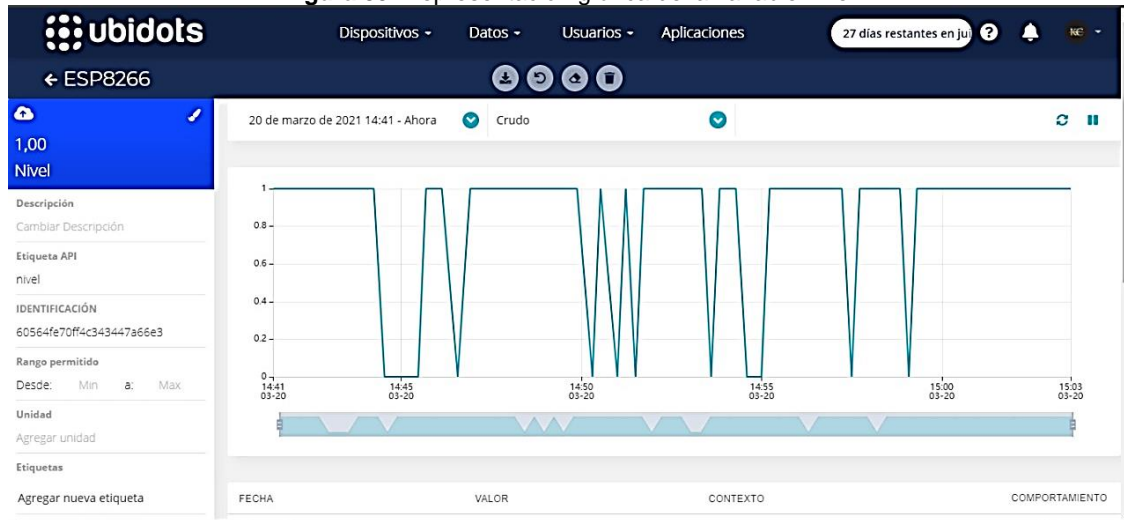 ubidots
Dispositivos
Datos
Usuarios
Aplicaciones
27 días restantes en
?
NE
← ESP8266
1,00
Nivel
20 de marzo de 2021 14:41 - Ahora
Crudo
Descripción
Cambiar Descripción
Etiqueta API
nivel
IDENTIFICACIÓN
60564fe70ff4c343447a66e3
Rango permitido
Desde: Min a: Max
Unidad
Agregar unidad
Etiquetas
Agregar nueva etiqueta
1
0.8
0.6
0.4
0.2
0
14:41 14:45 14:50 14:55 15:00 15:03
03-20 03-20 03-20 03-20 03-20 03-20
FECHA VALOR CONTEXTO COMPORTAMIENTO